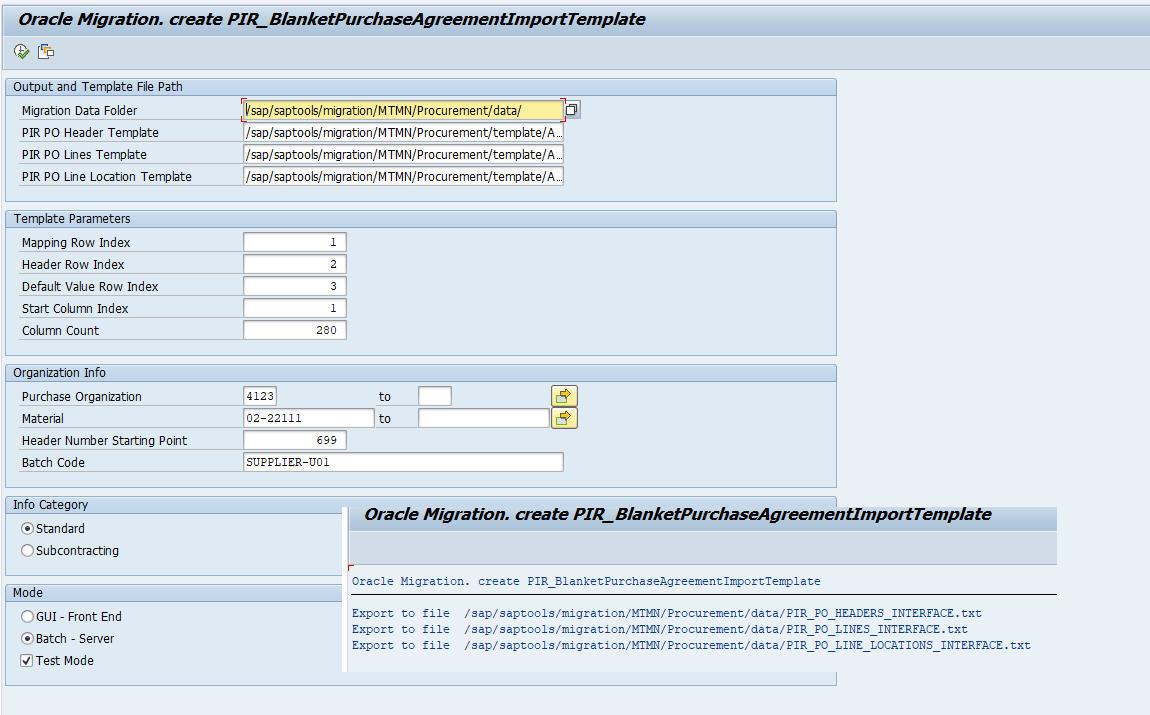 Oracle Migration. create PIR_BlanketPurchaseAgreementImportTemplate
Output and Template File Path
Migration Data Folder /sap/saptools/migration/MTMN/Procurement/data/
PIR PO Header Template /sap/saptools/migration/MTMN/Procurement/template/A...
PIR PO Lines Template /sap/saptools/migration/MTMN/Procurement/template/A...
PIR PO Line Location Template /sap/saptools/migration/MTMN/Procurement/template/A...
Template Parameters
Mapping Row Index 1
Header Row Index 2
Default Value Row Index 3
Start Column Index 1
Column Count 280
Organization Info
Purchase Organization 4123 to
Material 02-22111 to
Header Number Starting Point 699
Batch Code SUPPLIER-U01
Info Category
Standard
Subcontracting
Mode
GUI - Front End
Batch - Server
Test Mode
Oracle Migration. create PIR_BlanketPurchaseAgreementImportTemplate
Oracle Migration. create PIR_BlanketPurchaseAgreementImportTemplate
Export to file /sap/saptools/migration/MTMN/Procurement/data/PIR_PO_HEADERS_INTERFACE.txt
Export to file /sap/saptools/migration/MTMN/Procurement/data/PIR_PO_LINES_INTERFACE.txt
Export to file /sap/saptools/migration/MTMN/Procurement/data/PIR_PO_LINE_LOCATIONS_INTERFACE.txt